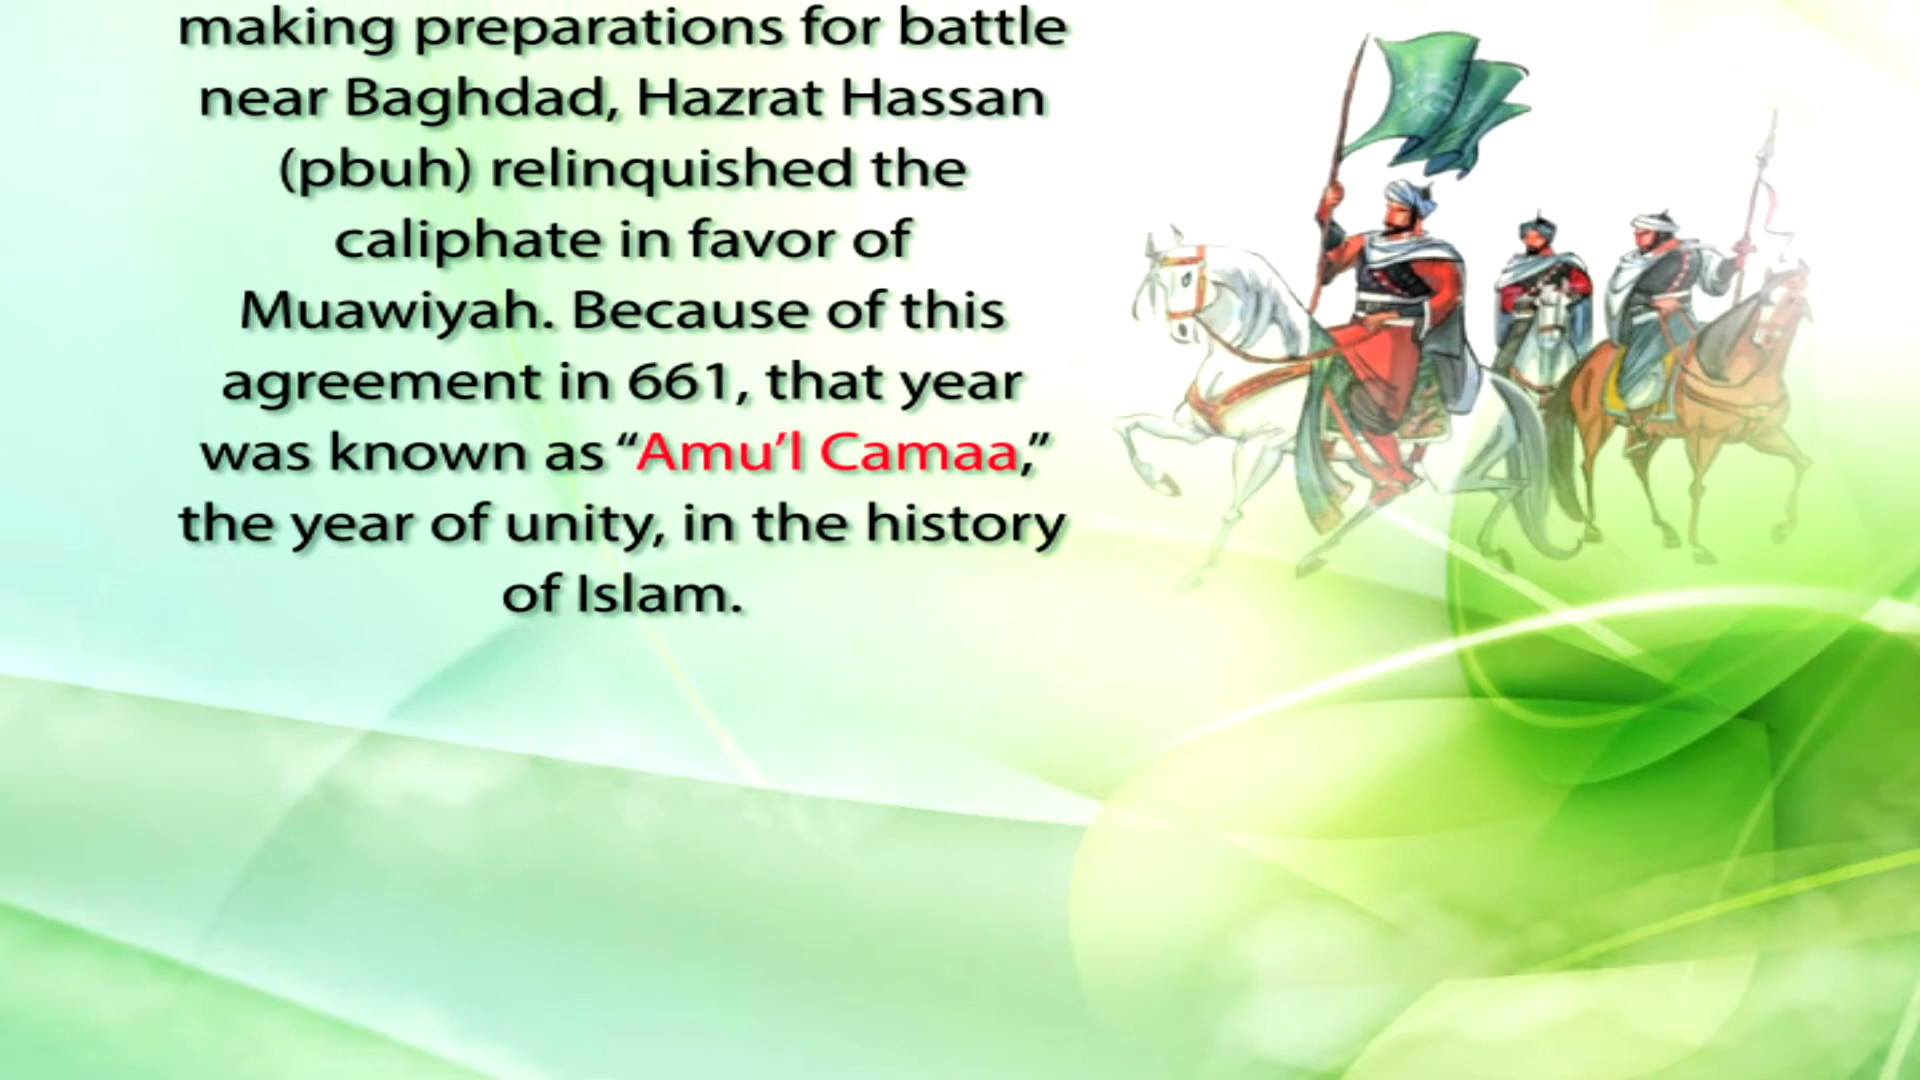 making preparations for battle
near Baghdad, Hazrat Hassan
(pbuh) relinquished the
caliphate in favor of
Muawiyah. Because of this
agreement in 661, that year
was known as “Amu’l Camaa,”
the year of unity, in the history
of Islam.